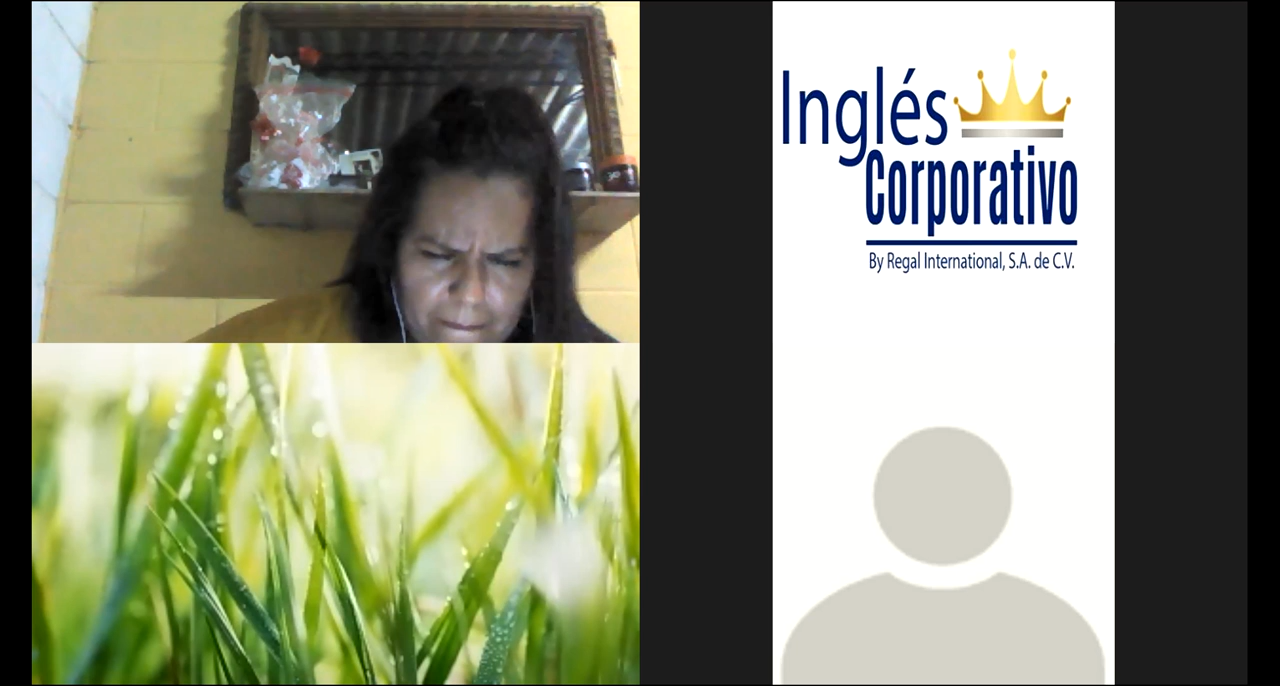 Inglés
Corporativo
By Regal International, S.A. de C.V.